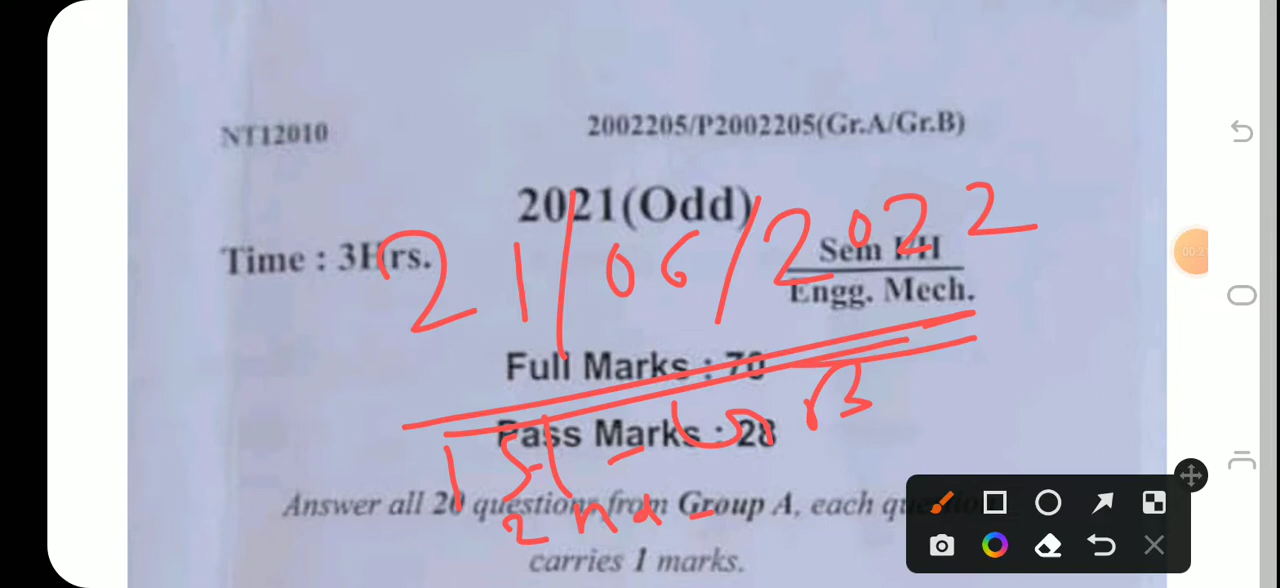 NT12010
2002205/P2002205(Gr.A/Gr.B)
2021(Odd)
Time : 3Hrs.
21/06/2022
Engg. Mech.
Full Marks : 70
Pass Marks : 28
1st -
Answer all 20 questions from Group A, each
2nd -
carries 1 marks.